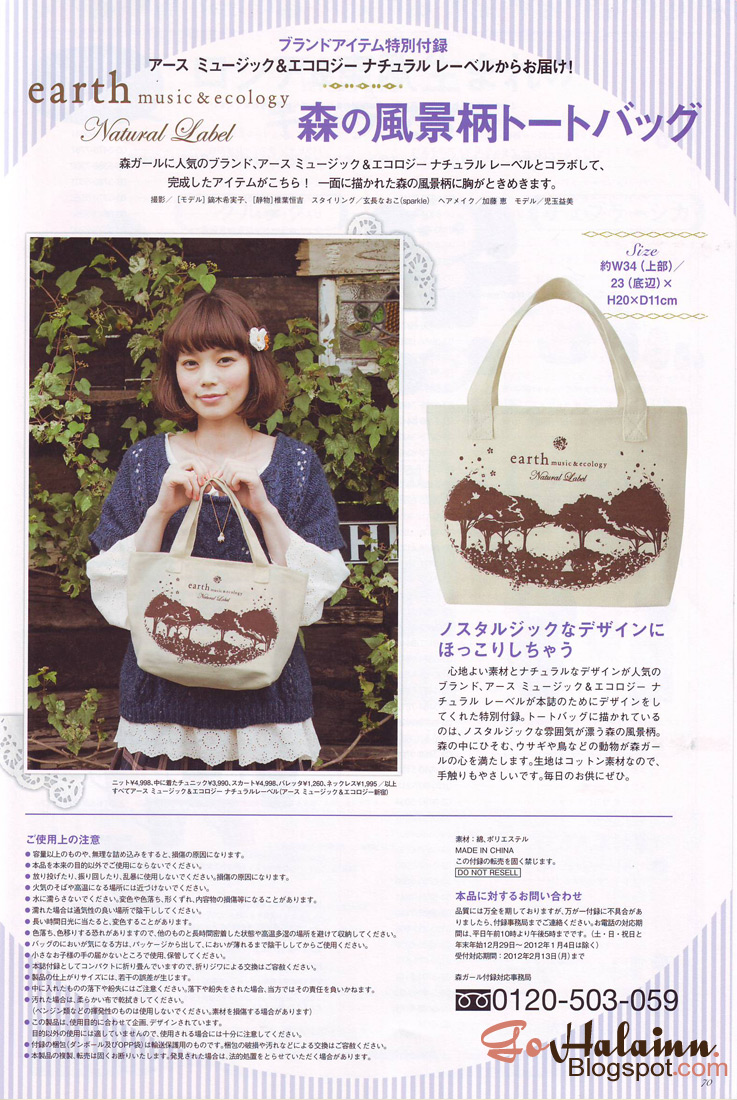 ブランドアイテム特別付録
アース ミュージック&エコロジー ナチュラル レーベルからお届け!
earth music&ecology
Natural Label
森の風景柄トートバッグ
森ガールに人気のブランド、アース ミュージック&エコロジー ナチュラル レーベルとコラボして、
完成したアイテムがこちら! 一面に描かれた森の風景柄に胸がときめきます。
撮影/[モデル]鏑木希実子、[静物]椎葉恒吉 スタイリング/玄長なおこ(sparkle) ヘアメイク/加藤 恵 モデル/児玉益美
Size
約W34(上部)/
23(底辺)×
H20×D11cm
earth music&ecology
Natural Label
earth music&ecology
Natural Label
ノスタルジックなデザインに
ほっこりしちゃう
心地よい素材とナチュラルなデザインが人気の
ブランド、アース ミュージック&エコロジー ナ
チュラル レーベルが本誌のためにデザインをし
てくれた特別付録。トートバッグに描かれている
のは、ノスタルジックな雰囲気が漂う森の風景柄。
森の中にひそむ、ウサギや鳥などの動物が森ガー
ルの心を満たします。生地はコットン素材なので、
手触りもやさしいです。毎日のお供にぜひ。
ニット¥4,998、中に着たチュニック¥3,990、スカート¥4,998、バレッタ¥1,260、ネックレス¥1,995/以上
すべてアース ミュージック&エコロジー ナチュラルレーベル(アース ミュージック&エコロジー新宿)
ご使用上の注意
●容量以上のものや、無理な詰め込みをすると、損傷の原因になります。
●本品を本来の目的以外でご使用にならないでください。
●放り投げたり、振り回したり、乱暴に使用しないでください。損傷の原因になります。
●火気のそばや高温になる場所には近づけないでください。
●水に濡らさないでください。変色や色落ち、形くずれ、内容物の損傷等になることがあります。
●濡れた場合は通気性の良い場所で陰干ししてください。
●長い時間日光に当たると、変色することがあります。
●色落ち、色移りする恐れがありますので、他のものと長時間密着した状態や高温多湿の場所を避けて収納してください。
●バッグのにおいが気になる方は、パッケージから出して、においが薄れるまで陰干ししてからご使用ください。
●小さなお子様の手の届かないところで使用、保管してください。
●本誌付録としてコンパクトに折り畳んでいますので、折りジワによる交換はご容赦ください。
●製品の仕上がりサイズには、若干の誤差が生じます。
●中に入れたものの落下や紛失にはご注意ください。落下や紛失をされた場合、当方ではその責任を負いかねます。
●汚れた場合は、柔らかい布で乾拭きしてください。
(ベンジン類などの揮発性のものは使用しないでください。素材を損傷する場合があります)
●この製品は、使用目的に合わせて企画、デザインされています。
目的以外の使用には適していませんので、使用される場合には十分に注意してください。
●付録の梱包(ダンボール及びOPP袋)は輸送保護用のものです。梱包の破損や汚れなどによる交換はご容赦ください。
●本製品の複製、転売は固くお断りいたします。発見された場合は、法的処置をとらせていただく場合があります。
素材:綿、ポリエステル
MADE IN CHINA
この付録の転売を固く禁じます。
DO NOT RESELL
本品に対するお問い合わせ
品質には万全を期しておりますが、万が一付録に不具合があ
りましたら、付録事務局までご連絡ください。お電話の対応期
間は、平日午前10時より午後5時までです。(土・日・祝日と
年末年始12月29日~2012年1月4日は除く)
受付対応期間:2012年2月13日(月)まで
森ガール付録対応事務局
0120-503-059
Go Halainn.
Blogspot.com
70